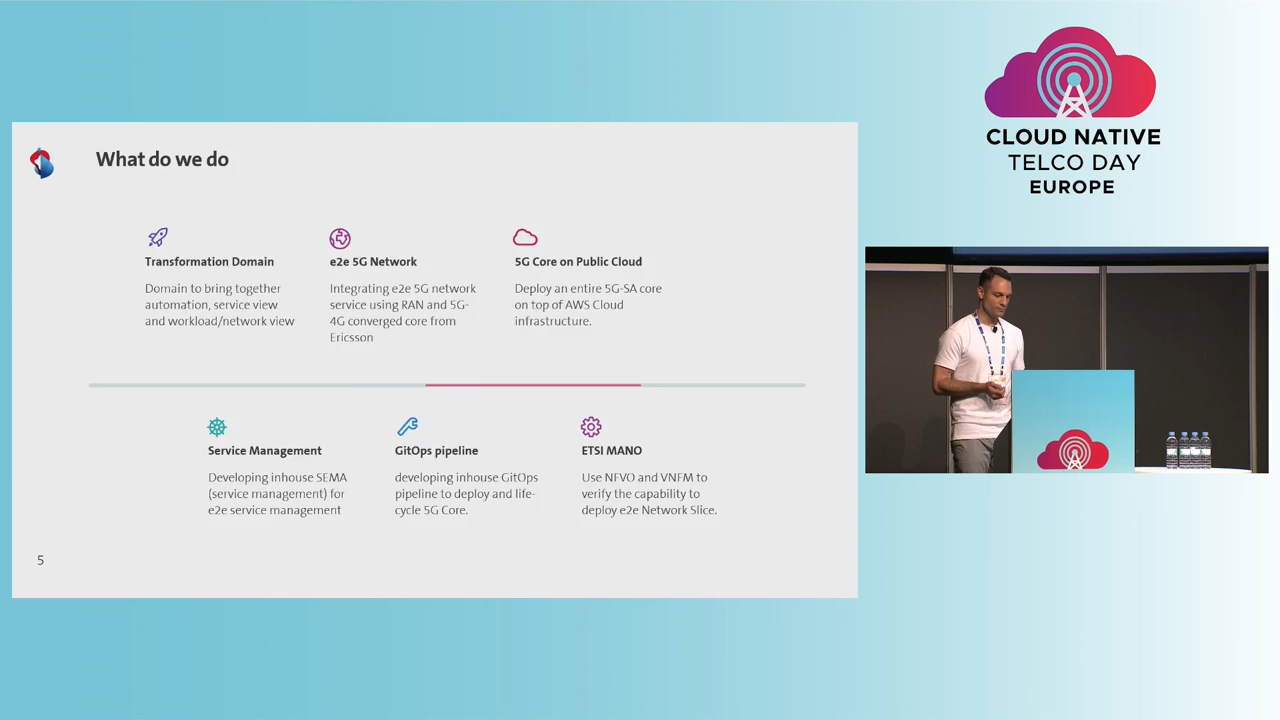 What do we do
Transformation Domain
Domain to bring together
automation, service view
and workload/network view
e2e 5G Network
Integrating e2e 5G network
service using RAN and 5G-
4G converged core from
Ericsson
5G Core on Public Cloud
Deploy an entire 5G-SA core
on top of AWS Cloud
infrastructure.
Service Management
Developing inhouse SEMA
(service management) for
e2e service management
GitOps pipeline
developing inhouse GitOps
pipeline to deploy and life-
cycle 5G Core.
ETSI MANO
Use NFVO and VNFM to
verify the capability to
deploy e2e Network Slice.
5
CLOUD NATIVE
TELCO DAY
EUROPE